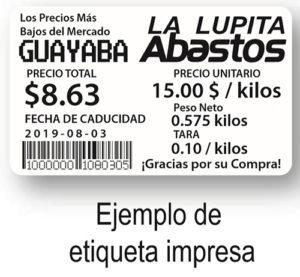 Los Precios Más
Bajos del Mercado
GUAYABA
LA LUPITA
Abastos
PRECIO TOTAL
$8.63
FECHA DE CADUCIDAD
2019-08-03
1000000 1080305
PRECIO UNITARIO
15.00 $ / kilos
Peso Neto
0.575 kilos
TARA
0.10 / kilos
¡Gracias por su Compra!
Ejemplo de
etiqueta impresa